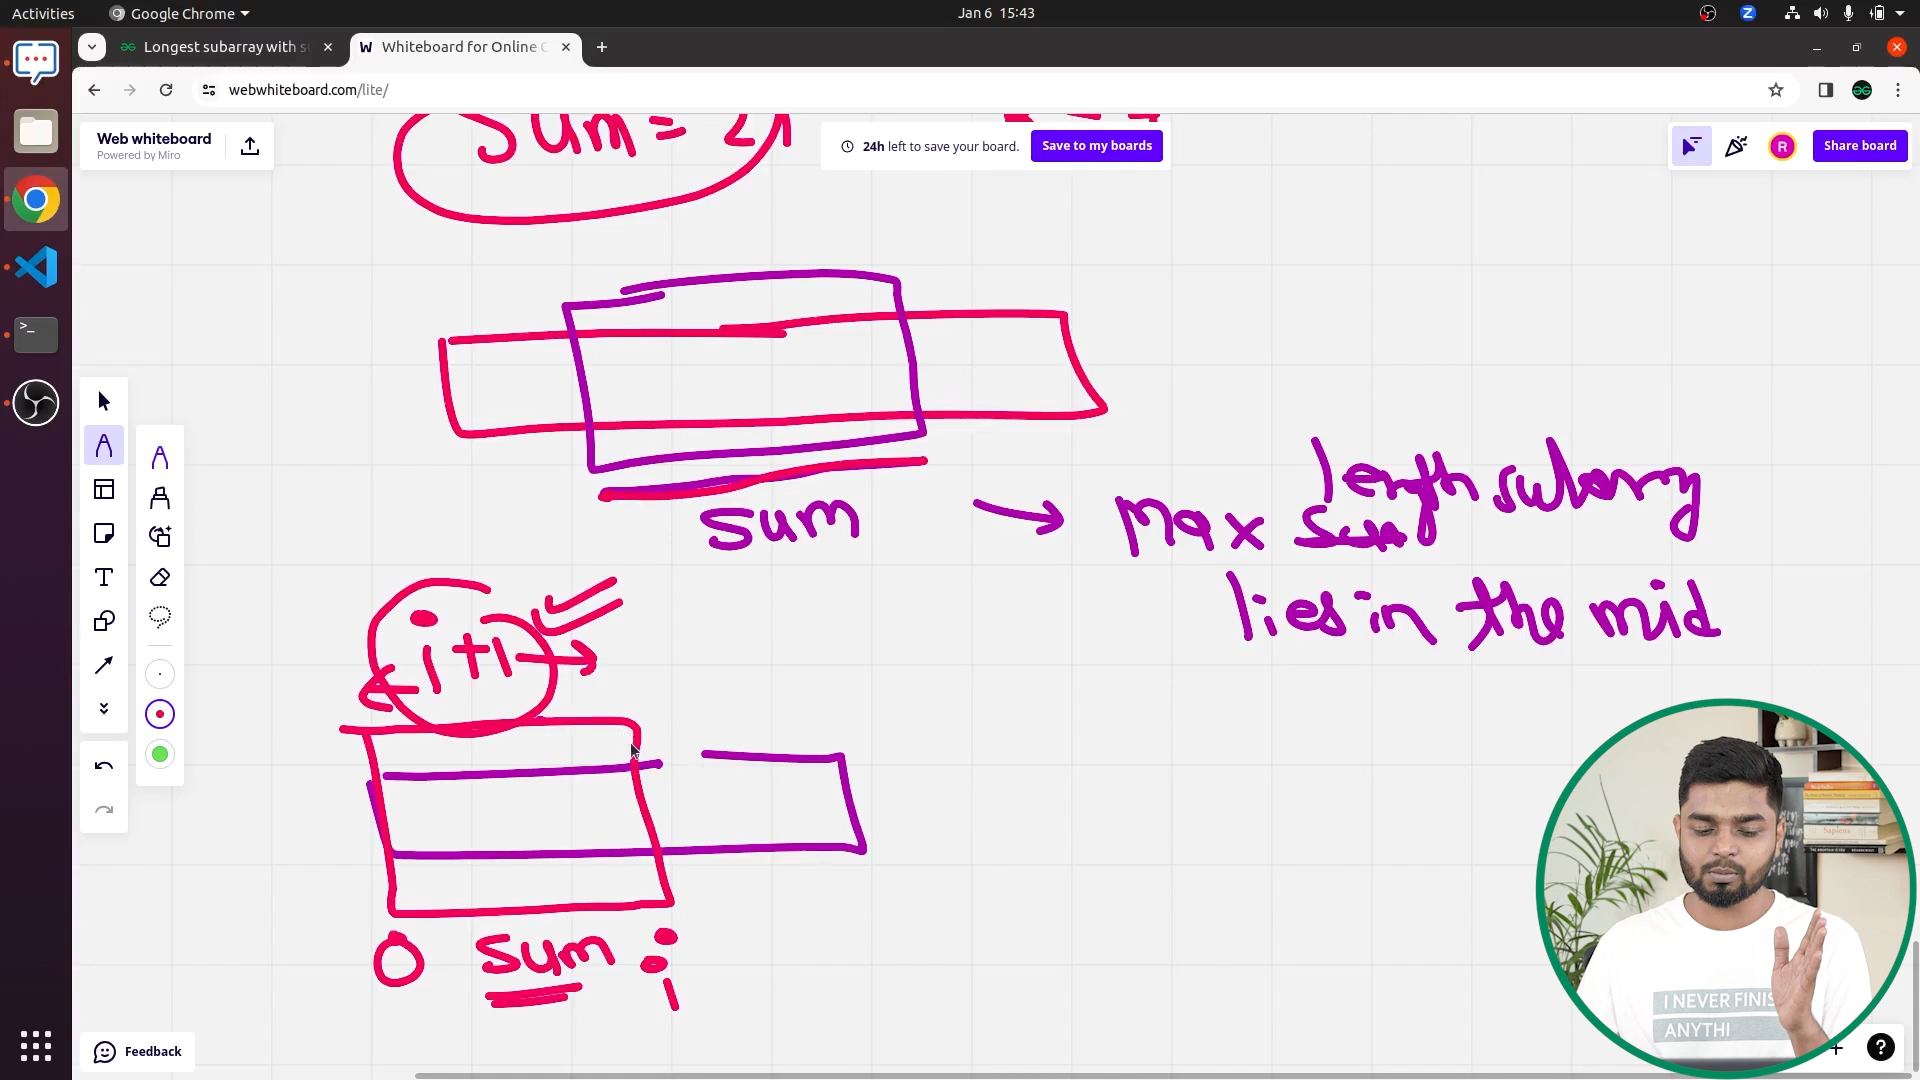 Activities
Google Chrome
Jan 6 15:43
Longest subarray with s
Whiteboard for Online C
webwhiteboard.com/lite/
Sum = 21
Web whiteboard
Powered by Miro
24h left to save your board.
Save to my boards
R
Share board
length subarray
sum
Max sum
lies in the mid
i+1
0 sum i
I NEVER FINIS
ANYTHI
Feedback